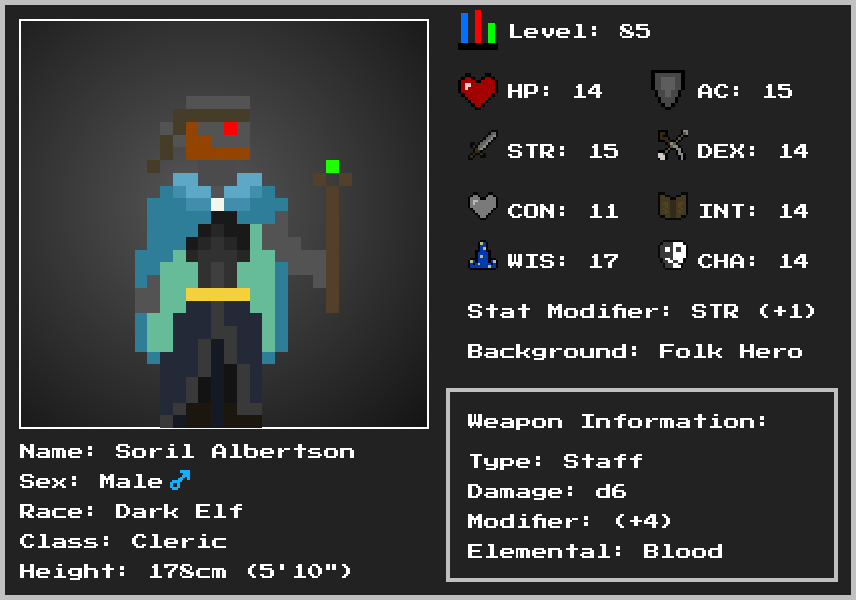 Level: 85
HP: 14 AC: 15
STR: 15 DEX: 14
CON: 11 INT: 14
WIS: 17 CHA: 14
Stat Modifier: STR (+1)
Background: Folk Hero
Weapon Information:
Type: Staff
Damage: d6
Modifier: (+4)
Elemental: Blood
Name: Soril Albertson
Sex: Male ♂
Race: Dark Elf
Class: Cleric
Height: 178cm (5'10")